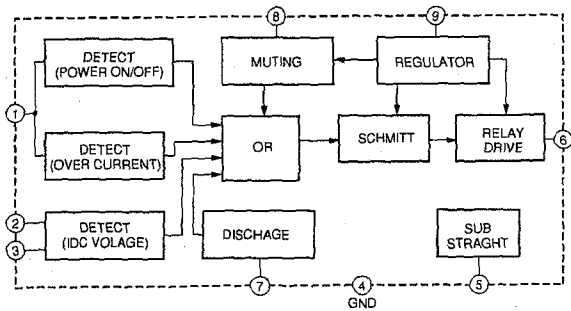 8
9
DETECT
(POWER ON/OFF)
MUTING
REGULATOR
1
DETECT
(OVER CURRENT)
OR
SCHMITT
RELAY
DRIVE
6
2
3
DETECT
(IDC VOLAGE)
DISCHAGE
SUB
STRAGHT
7
4
5
GND